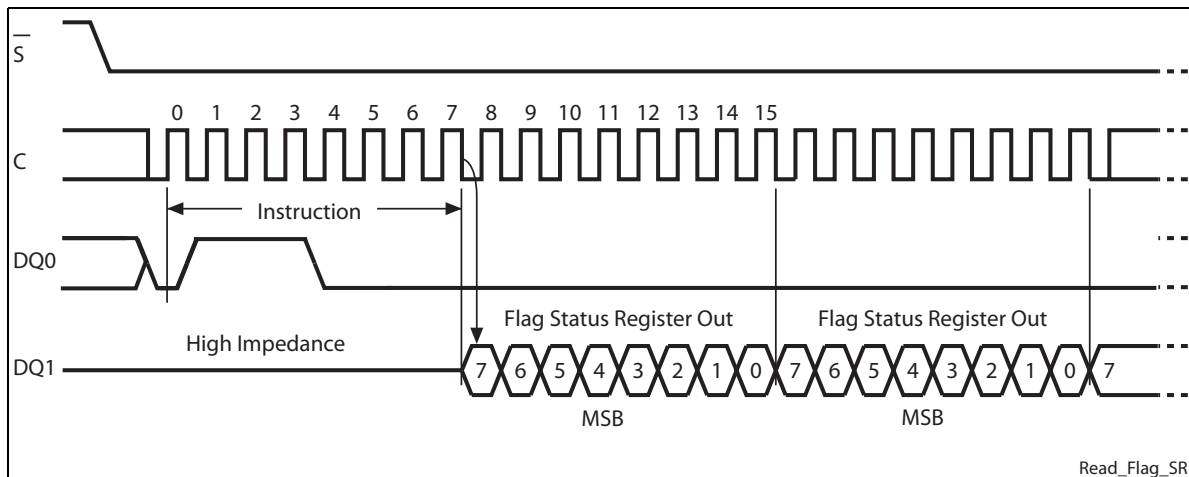 S
0 1 2 3 4 5 6 7 8 9 10 11 12 13 14 15
C
Instruction
DQ0
Flag Status Register Out Flag Status Register Out
High Impedance
DQ1
7 6 5 4 3 2 1 0 7 6 5 4 3 2 1 0 7
MSB MSB
Read_Flag_SR